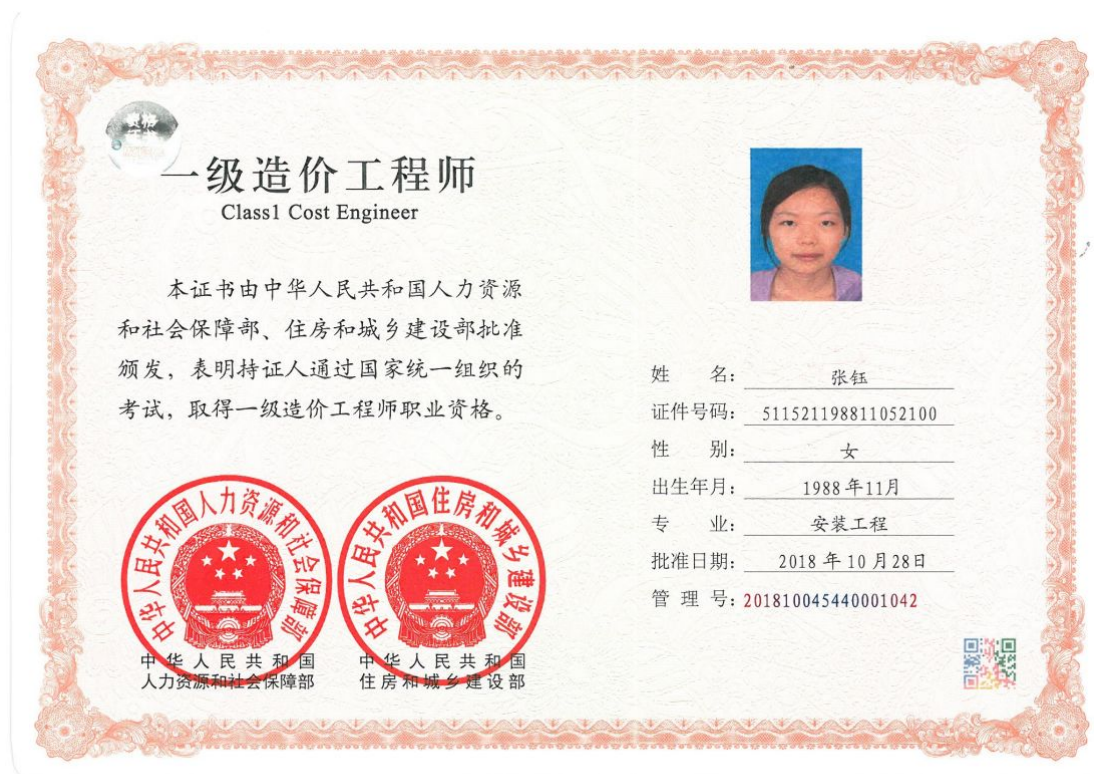 一级造价工程师
Class1 Cost Engineer
本证书由中华人民共和国人力资源
和社会保障部、住房和城乡建设部批准
颁发，表明持证人通过国家统一组织的
考试，取得一级造价工程师职业资格。
中华人民共和国人力资源和社会保障部
中华人民共和国住房和城乡建设部
中华人民共和国
人力资源和社会保障部
中华人民共和国
住房和城乡建设部
姓 名：张钰
证件号码：511521198811052100
性 别：女
出生年月：1988年11月
专 业：安装工程
批准日期：2018年10月28日
管 理 号：201810045440001042